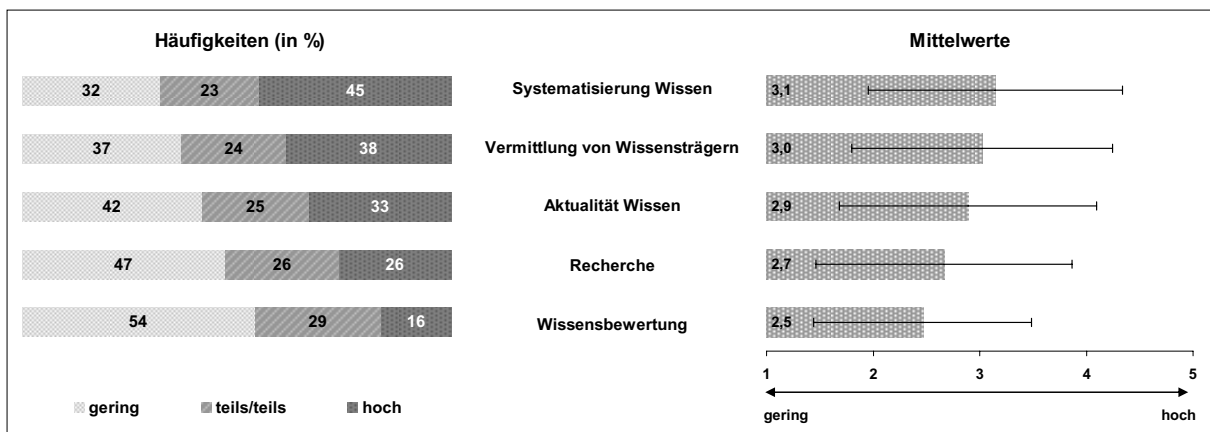 Häufigkeiten (in %)
Mittelwerte
32 23 45 Systematisierung Wissen 3,1
37 24 38 Vermittlung von Wissensträgern 3,0
42 25 33 Aktualität Wissen 2,9
47 26 26 Recherche 2,7
54 29 16 Wissensbewertung 2,5
1 2 3 4 5
gering teils/teils hoch
gering hoch